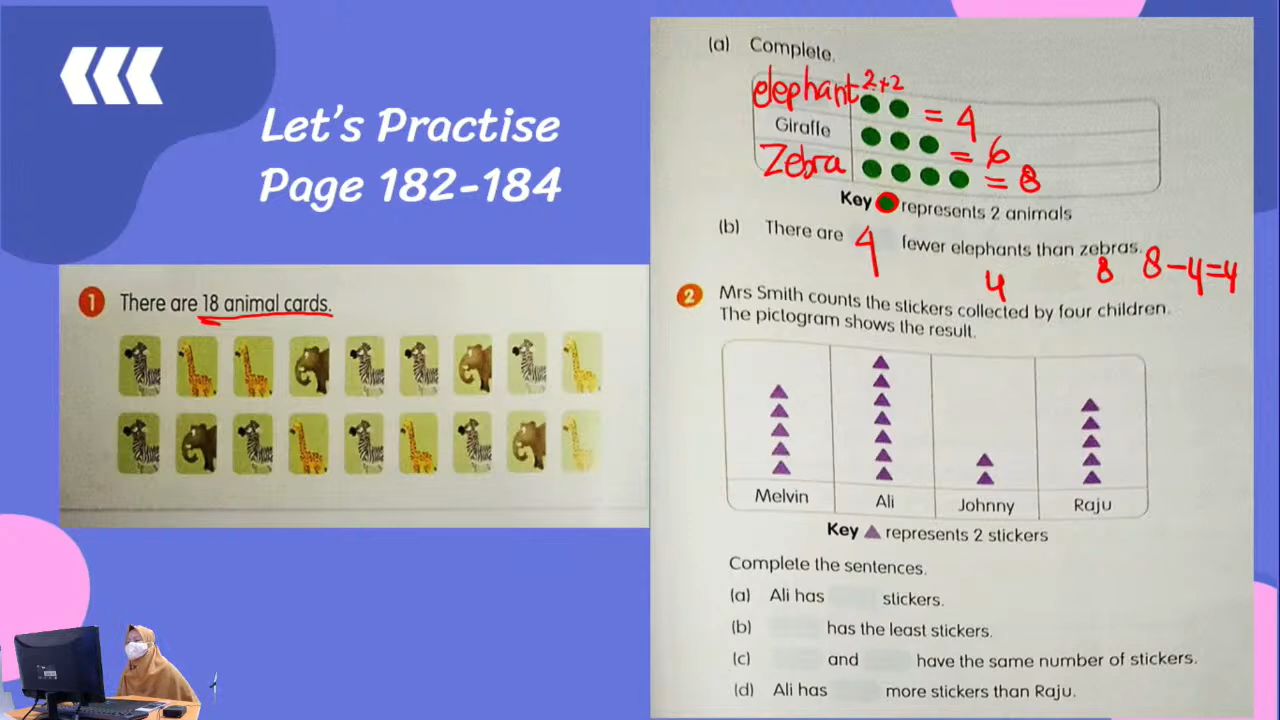 Let's Practise
Page 182-184
1 There are 18 animal cards.
(a) Complete.
elephant 2+2 = 4
Giraffe = 6
Zebra = 8
Key represents 2 animals
(b) There are 4 fewer elephants than zebras.
4 8 8-4=4
2 Mrs Smith counts the stickers collected by four children.
The pictogram shows the result.
Melvin Ali Johnny Raju
Key represents 2 stickers
Complete the sentences.
(a) Ali has stickers.
(b) has the least stickers.
(c) and have the same number of stickers.
(d) Ali has more stickers than Raju.